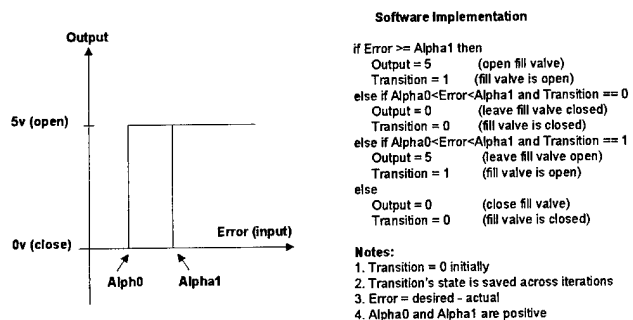 Output
5v (open)
0v (close)
Error (input)
Alph0
Alpha1
Software Implementation
if Error >= Alpha1 then
Output = 5 (open fill valve)
Transition = 1 (fill valve is open)
else if Alpha0<Error<Alpha1 and Transition == 0
Output = 0 (leave fill valve closed)
Transition = 0 (fill valve is closed)
else if Alpha0<Error<Alpha1 and Transition == 1
Output = 5 (leave fill valve open)
Transition = 1 (fill valve is open)
else
Output = 0 (close fill valve)
Transition = 0 (fill valve is closed)
Notes:
1. Transition = 0 initially
2. Transition's state is saved across iterations
3. Error = desired - actual
4. Alpha0 and Alpha1 are positive